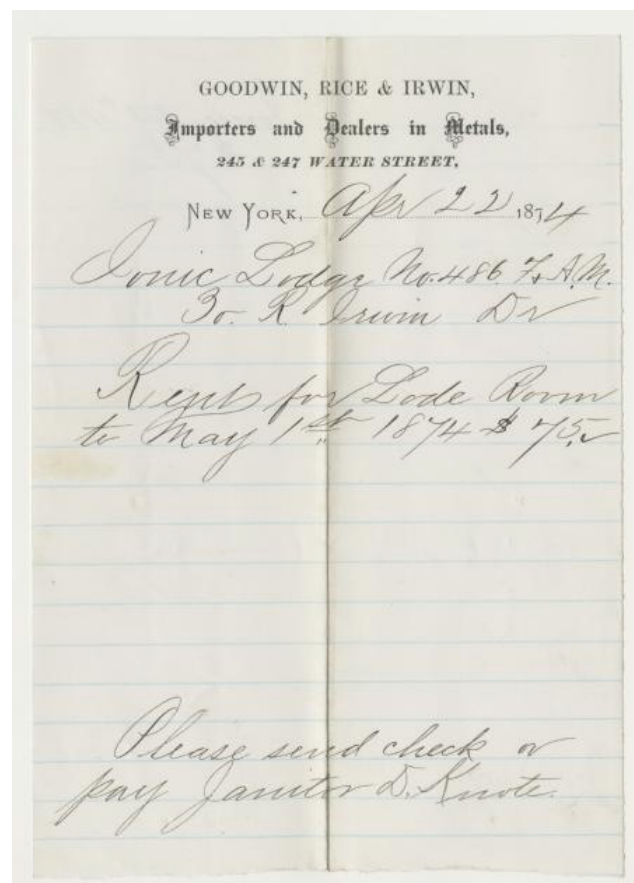 GOODWIN, RICE & IRWIN,
Importers and Dealers in Metals,
245 & 247 WATER STREET,
NEW YORK, Apr 22 1874
Ionic Lodge No. 486 F & A.M.
To R Irwin Dr
Rent for Lode Room
to May 1st 1874 $ 75.
Please send check or
pay Janitor D. Knote.